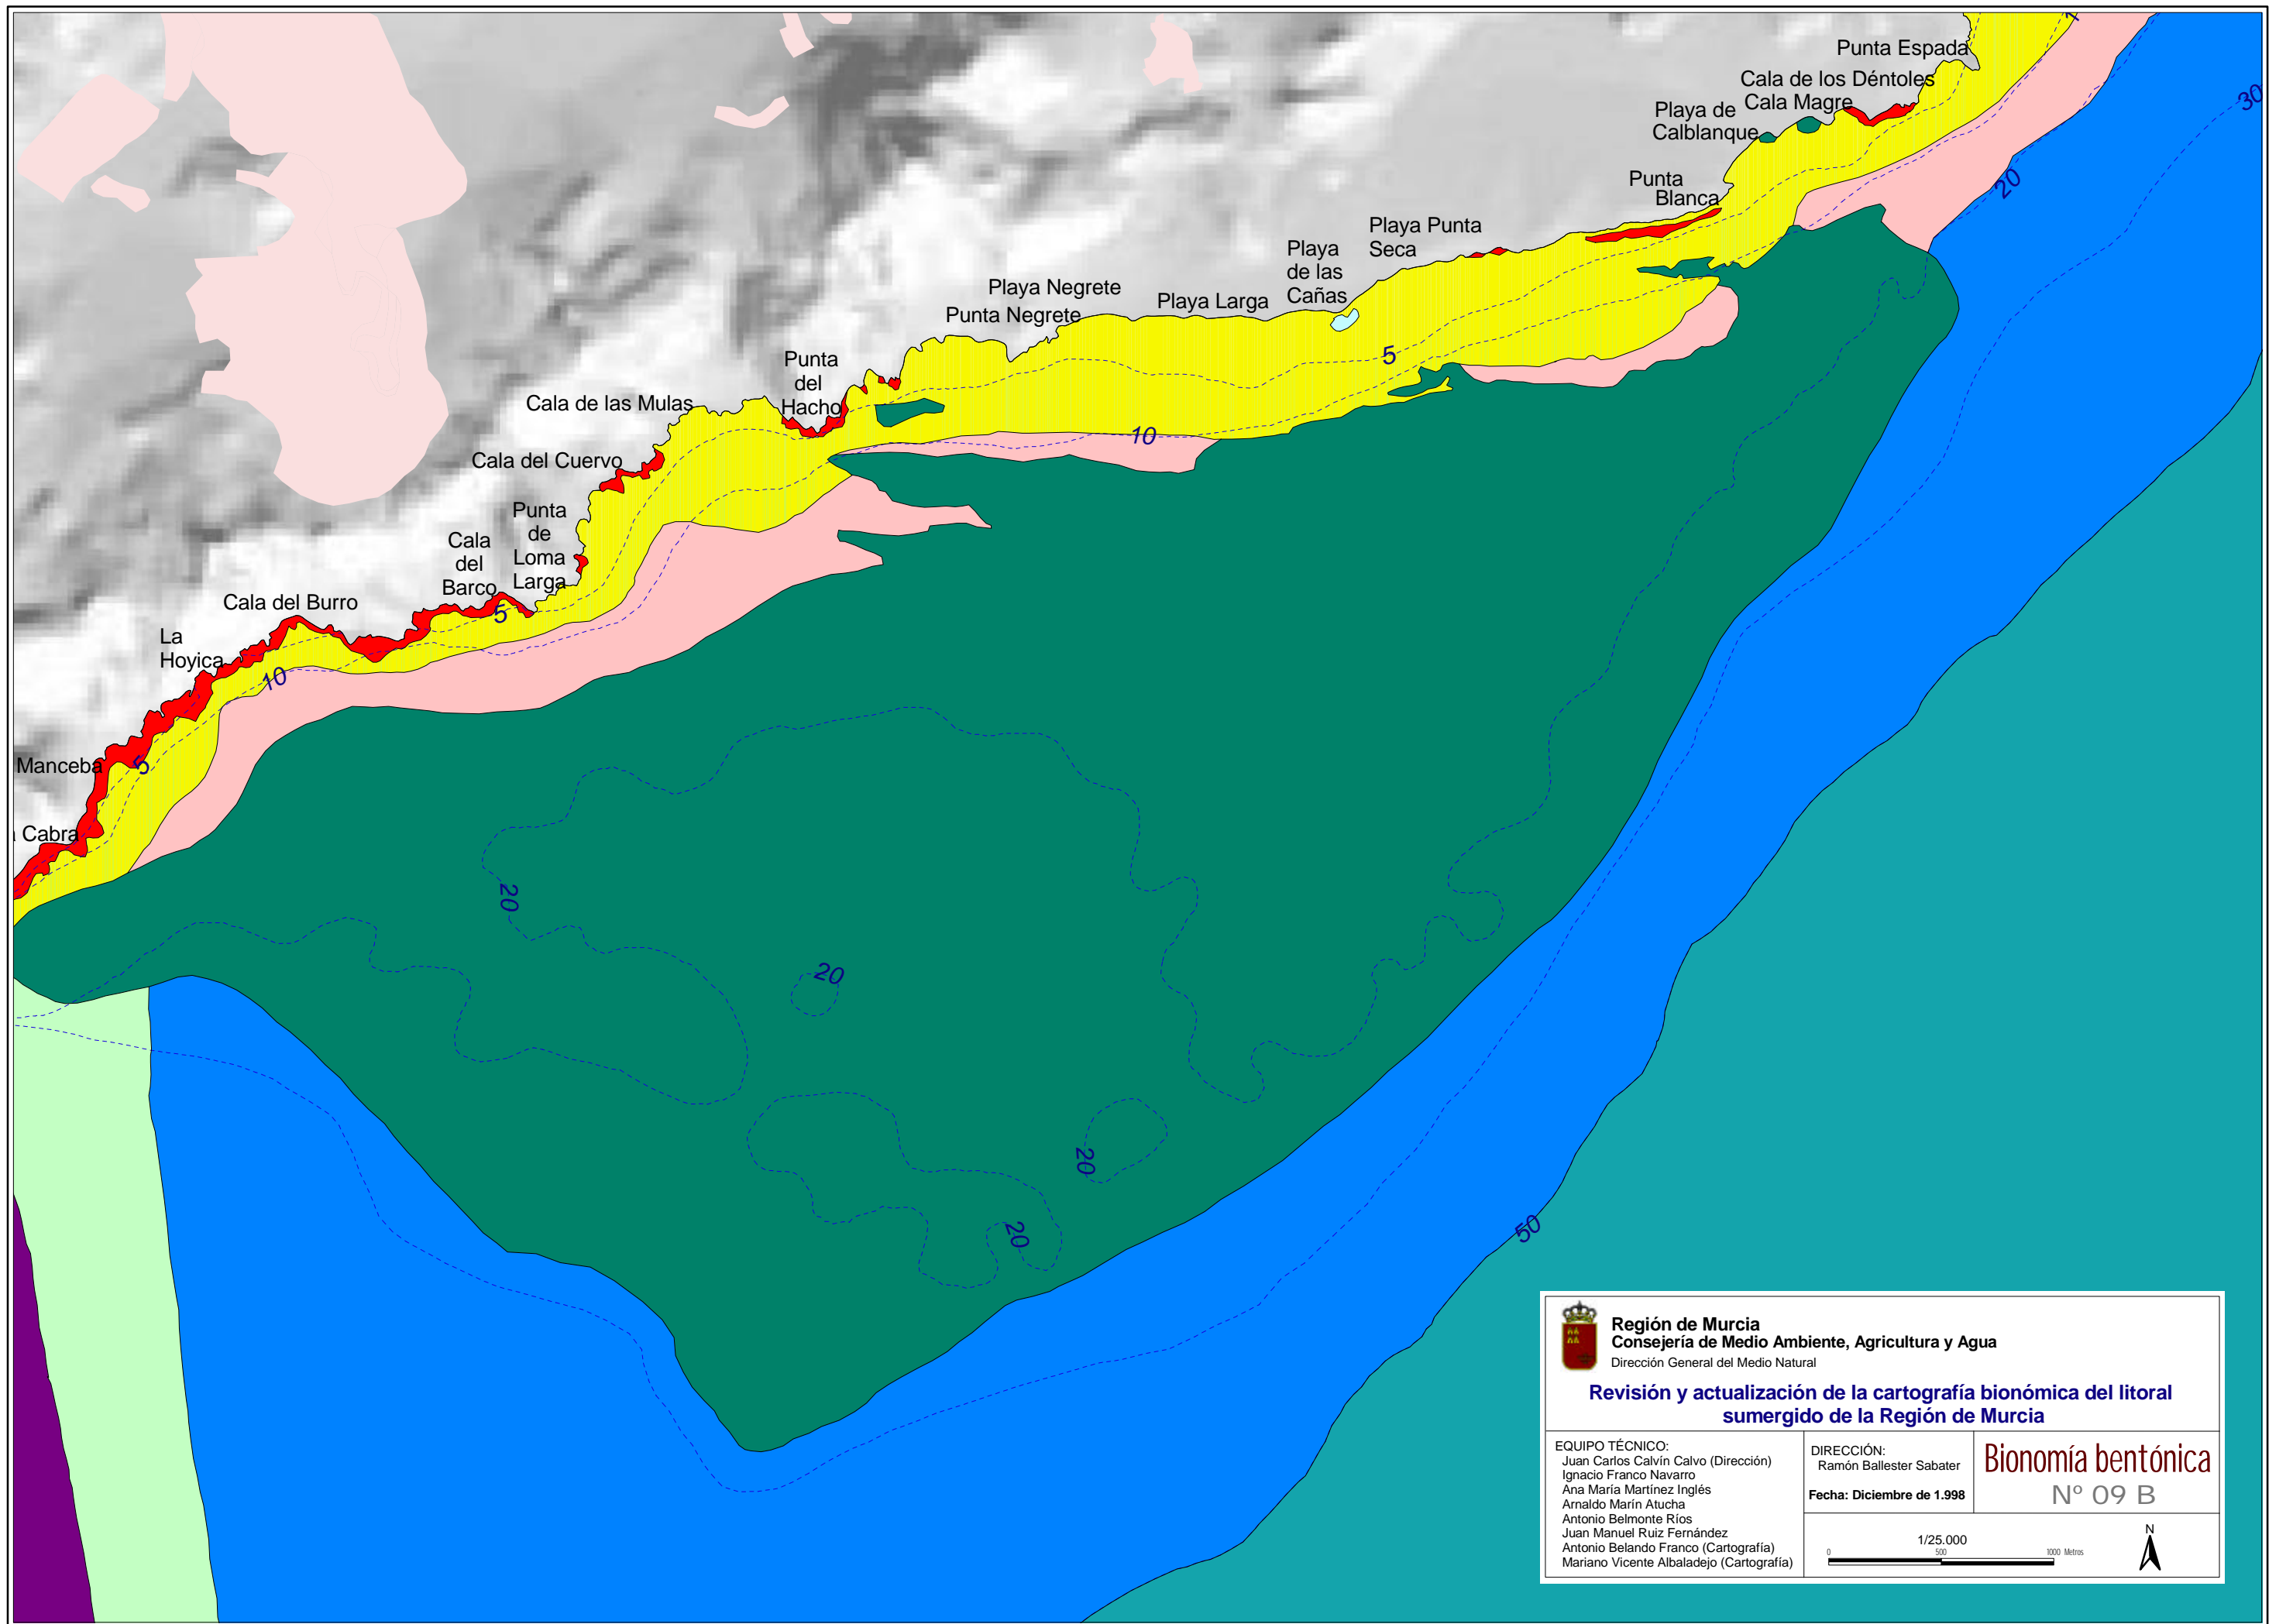 Punta Espada
Cala de los Déntoles
Cala Magre
Playa de
Calblanque
Punta
Blanca
Playa Punta
Seca
Playa
de las
Cañas
Playa Larga
Playa Negrete
Punta Negrete
Punta
del
Hacho
Cala de las Mulas
Cala del Cuervo
Punta
de
Loma
Larga
Cala
del
Barco
Cala del Burro
La
Hoyica
Manceba
Cabra
30
20
5
10
5
10
5
20
20
20
20
50
Región de Murcia
Consejería de Medio Ambiente, Agricultura y Agua
Dirección General del Medio Natural
Revisión y actualización de la cartografía bionómica del litoral
sumergido de la Región de Murcia
EQUIPO TÉCNICO:
Juan Carlos Calvín Calvo (Dirección)
Ignacio Franco Navarro
Ana María Martínez Inglés
Arnaldo Marín Atucha
Antonio Belmonte Ríos
Juan Manuel Ruiz Fernández
Antonio Belando Franco (Cartografía)
Mariano Vicente Albaladejo (Cartografía)
DIRECCIÓN:
Ramón Ballester Sabater
Fecha: Diciembre de 1.998
Bionomía bentónica
Nº 09 B
1/25.000
0 500 1000 Metros
N